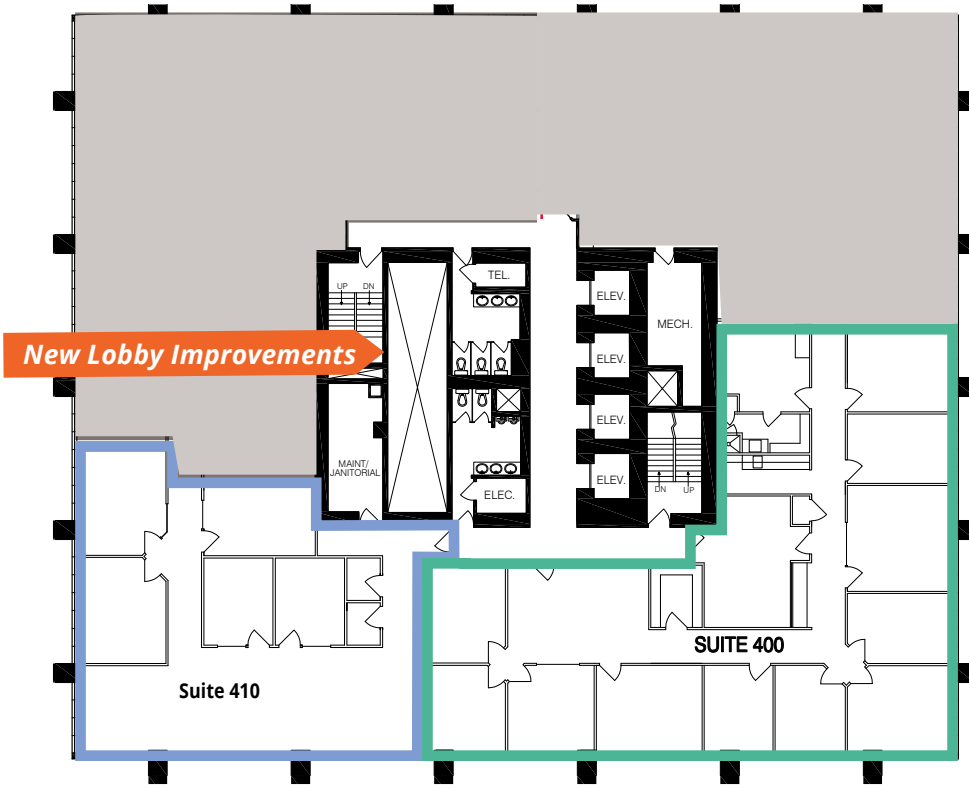 TEL.
UP DN
ELEV.
MECH.
New Lobby Improvements
ELEV.
ELEV.
MAINT/
JANITORIAL
ELEV.
ELEC.
DN UP
SUITE 400
Suite 410